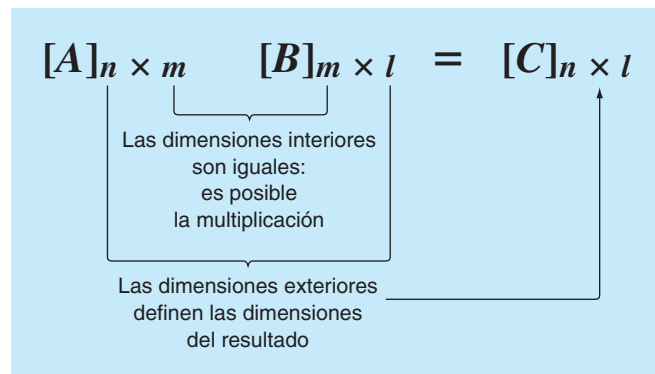 [A]n × m [B]m × l = [C]n × l
Las dimensiones interiores
son iguales:
es posible
la multiplicación
Las dimensiones exteriores
definen las dimensiones
del resultado